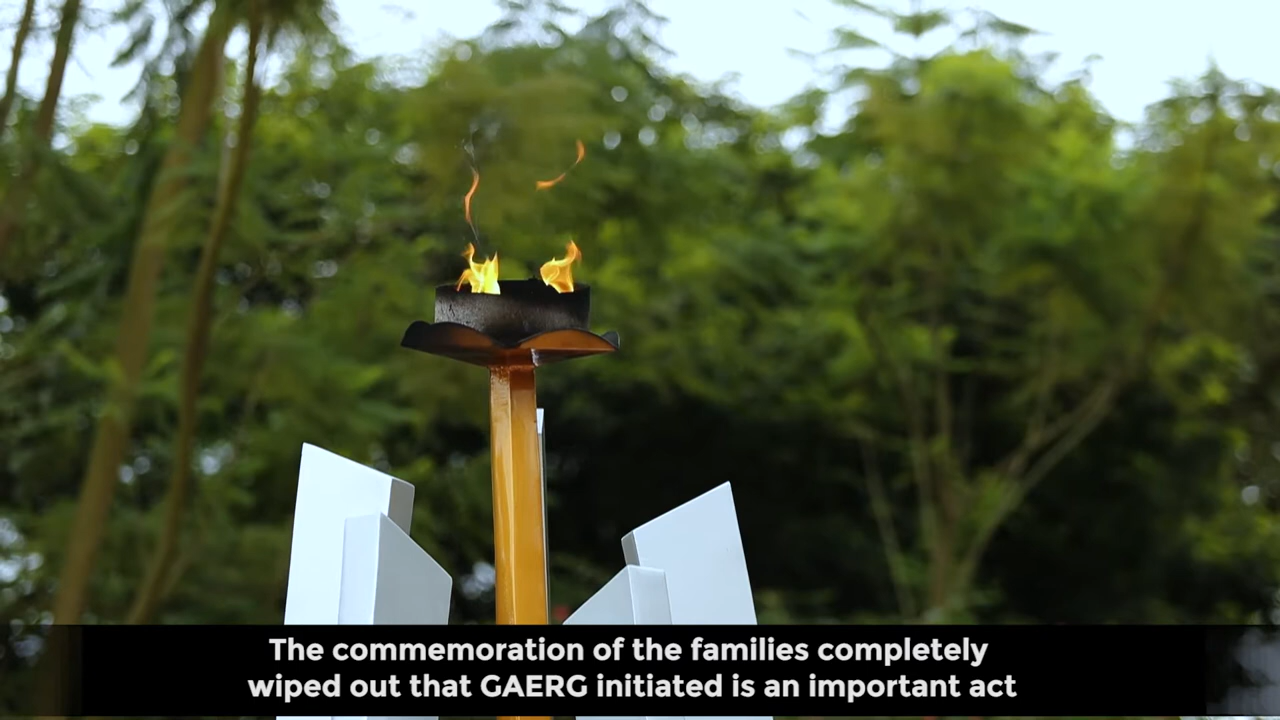 The commemoration of the families completely
wiped out that GAERG initiated is an important act